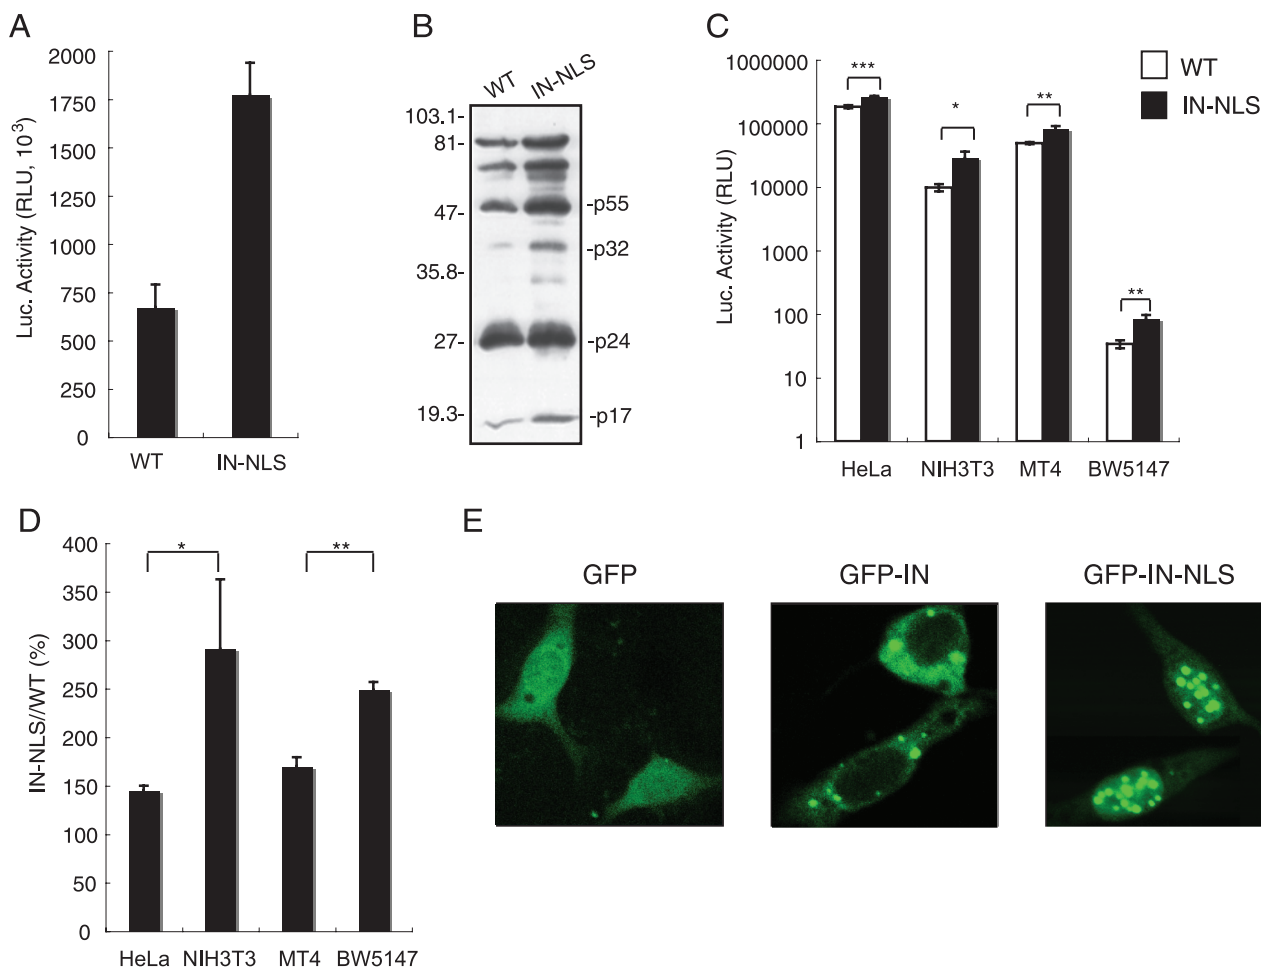 A
2000
1750
1500
1250
1000
750
500
250
0
Luc. Activity (RLU, 10³)
WT
IN-NLS
B
WT
IN-NLS
103.1-
81-
47-
35.8-
27-
19.3-
-p55
-p32
-p24
-p17
C
1000000
100000
10000
1000
100
10
1
Luc. Activity (RLU)
***
*
**
**
HeLa
NIH3T3
MT4
BW5147
WT
IN-NLS
D
400
350
300
250
200
150
100
50
0
IN-NLS//WT (%)
*
**
HeLa
NIH3T3
MT4
BW5147
E
GFP
GFP-IN
GFP-IN-NLS